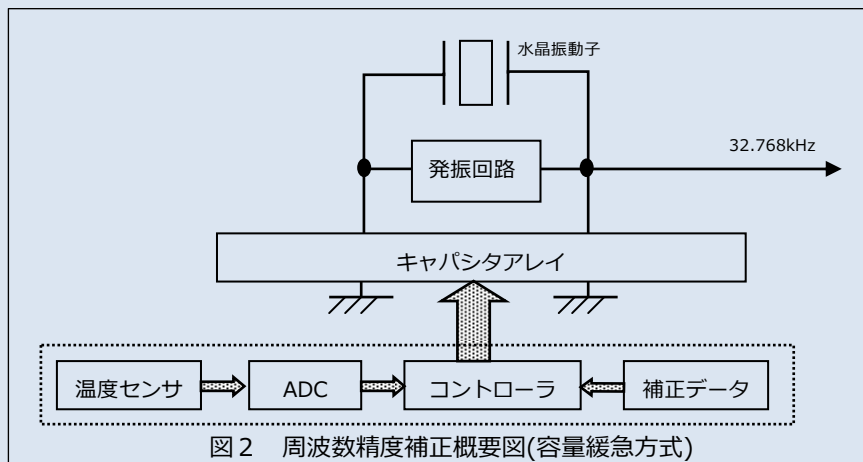 水晶振動子
32.768kHz
発振回路
キャパシタアレイ
温度センサ
ADC
コントローラ
補正データ
図2 周波数精度補正概要図(容量緩急方式)